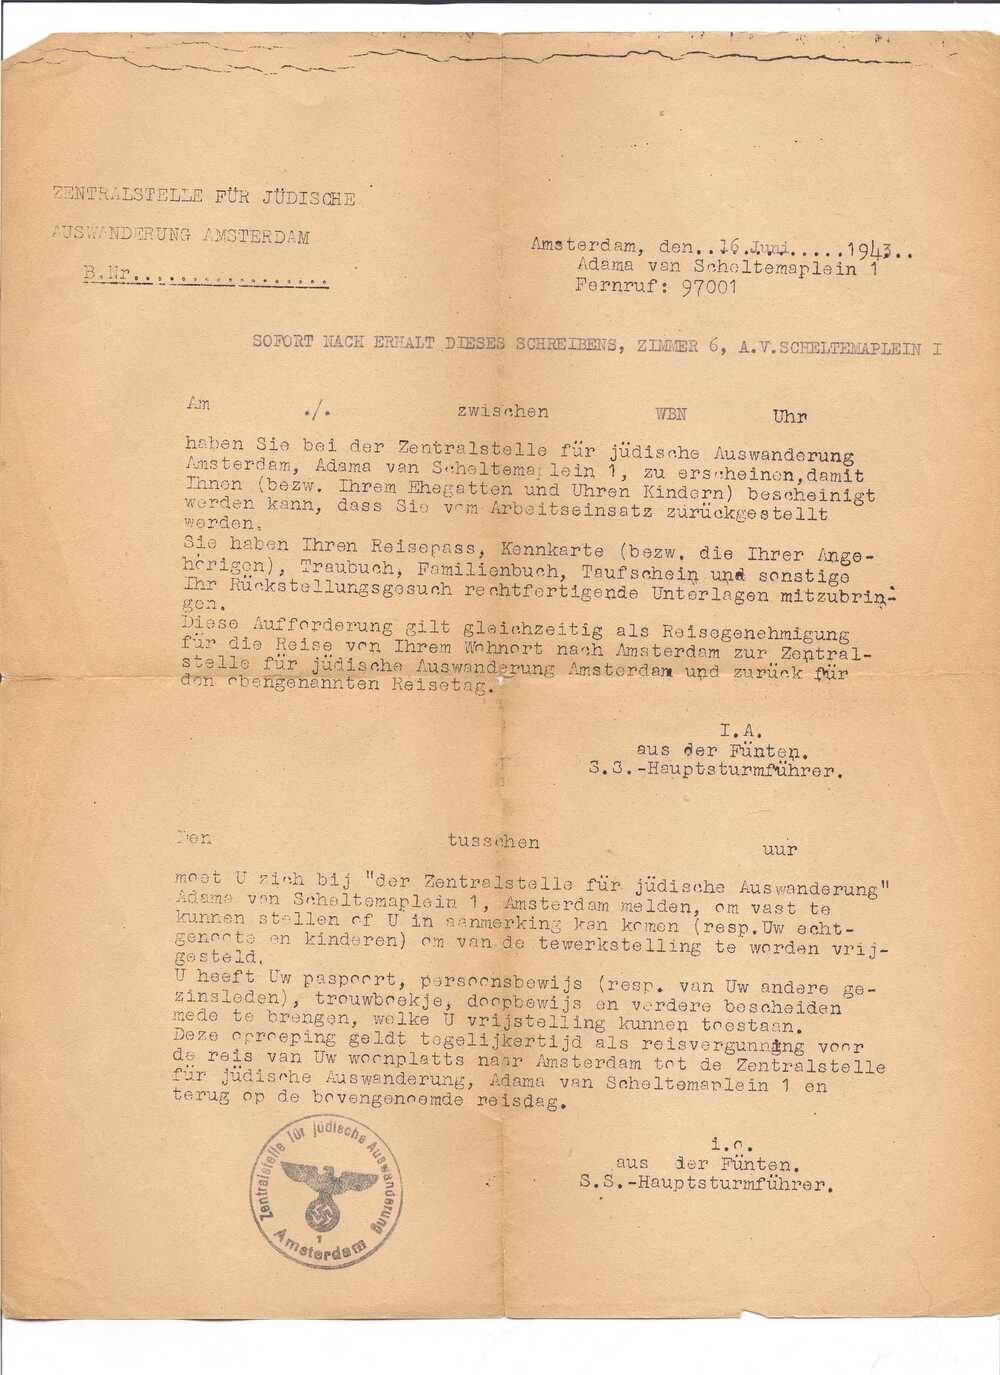 ZENTRALSTELLE FÜR JÜDISCHE
AUSWANDERUNG AMSTERDAM
B.Nr..................
Amsterdam, den..16.Juni.....1943..
Adama van Scheltemaplein 1
Fernruf: 97001
SOFORT NACH ERHALT DIESES SCHREIBENS, ZIMMER 6, A.V.SCHELTEMAPLEIN I
Am ./. zwischen WBN Uhr
haben Sie bei der Zentralstelle für jüdische Auswanderung
Amsterdam, Adama van Scheltemaplein 1, zu erscheinen,damit
Ihnen (bezw. Ihrem Ehegatten und Uhren Kindern) bescheinigt
werden kann, dass Sie vom Arbeitseinsatz zurückgestellt
werden.
Sie haben Ihren Reisepass, Kennkarte (bezw. die Ihrer Ange-
hörigen), Traubuch, Familienbuch, Taufschein und sonstige
Ihr Rückstellungsgesuch rechtfertigende Unterlagen mitzubrin-
gen.
Diese Aufforderung gilt gleichzeitig als Reisegenehmigung
für die Reise von Ihrem Wohnort nach Amsterdam zur Zentral-
stelle für jüdische Auswanderung Amsterdam und zurück für
den obengenannten Reisetag.
I.A.
aus der Fünten.
S.S.-Hauptsturmführer.
Den tusschen uur
moet U zich bij "der Zentralstelle für jüdische Auswanderung"
Adama van Scheltemaplein 1, Amsterdam melden, om vast te
kunnen stellen of U in aanmerking kan komen (resp.Uw echt-
genoote en kinderen) om van de tewerkstelling te worden vrij-
gesteld.
U heeft Uw paspoort, persoonsbewijs (resp. van Uw andere ge-
zinsleden), trouwboekje, doopbewijs en verdere bescheiden
mede te brengen, welke U vrijstelling kunnen toestaan.
Deze oproeping geldt tegelijkertijd als reisvergunning voor
de reis van Uw woonplatts naar Amsterdam tot de Zentralstelle
für jüdische Auswanderung, Adama van Scheltemaplein 1 en
terug op de bovengenoemde reisdag.
i.o.
aus der Fünten.
S.S.-Hauptsturmführer.
Zentralstelle für jüdische Auswanderung
1
Amsterdam